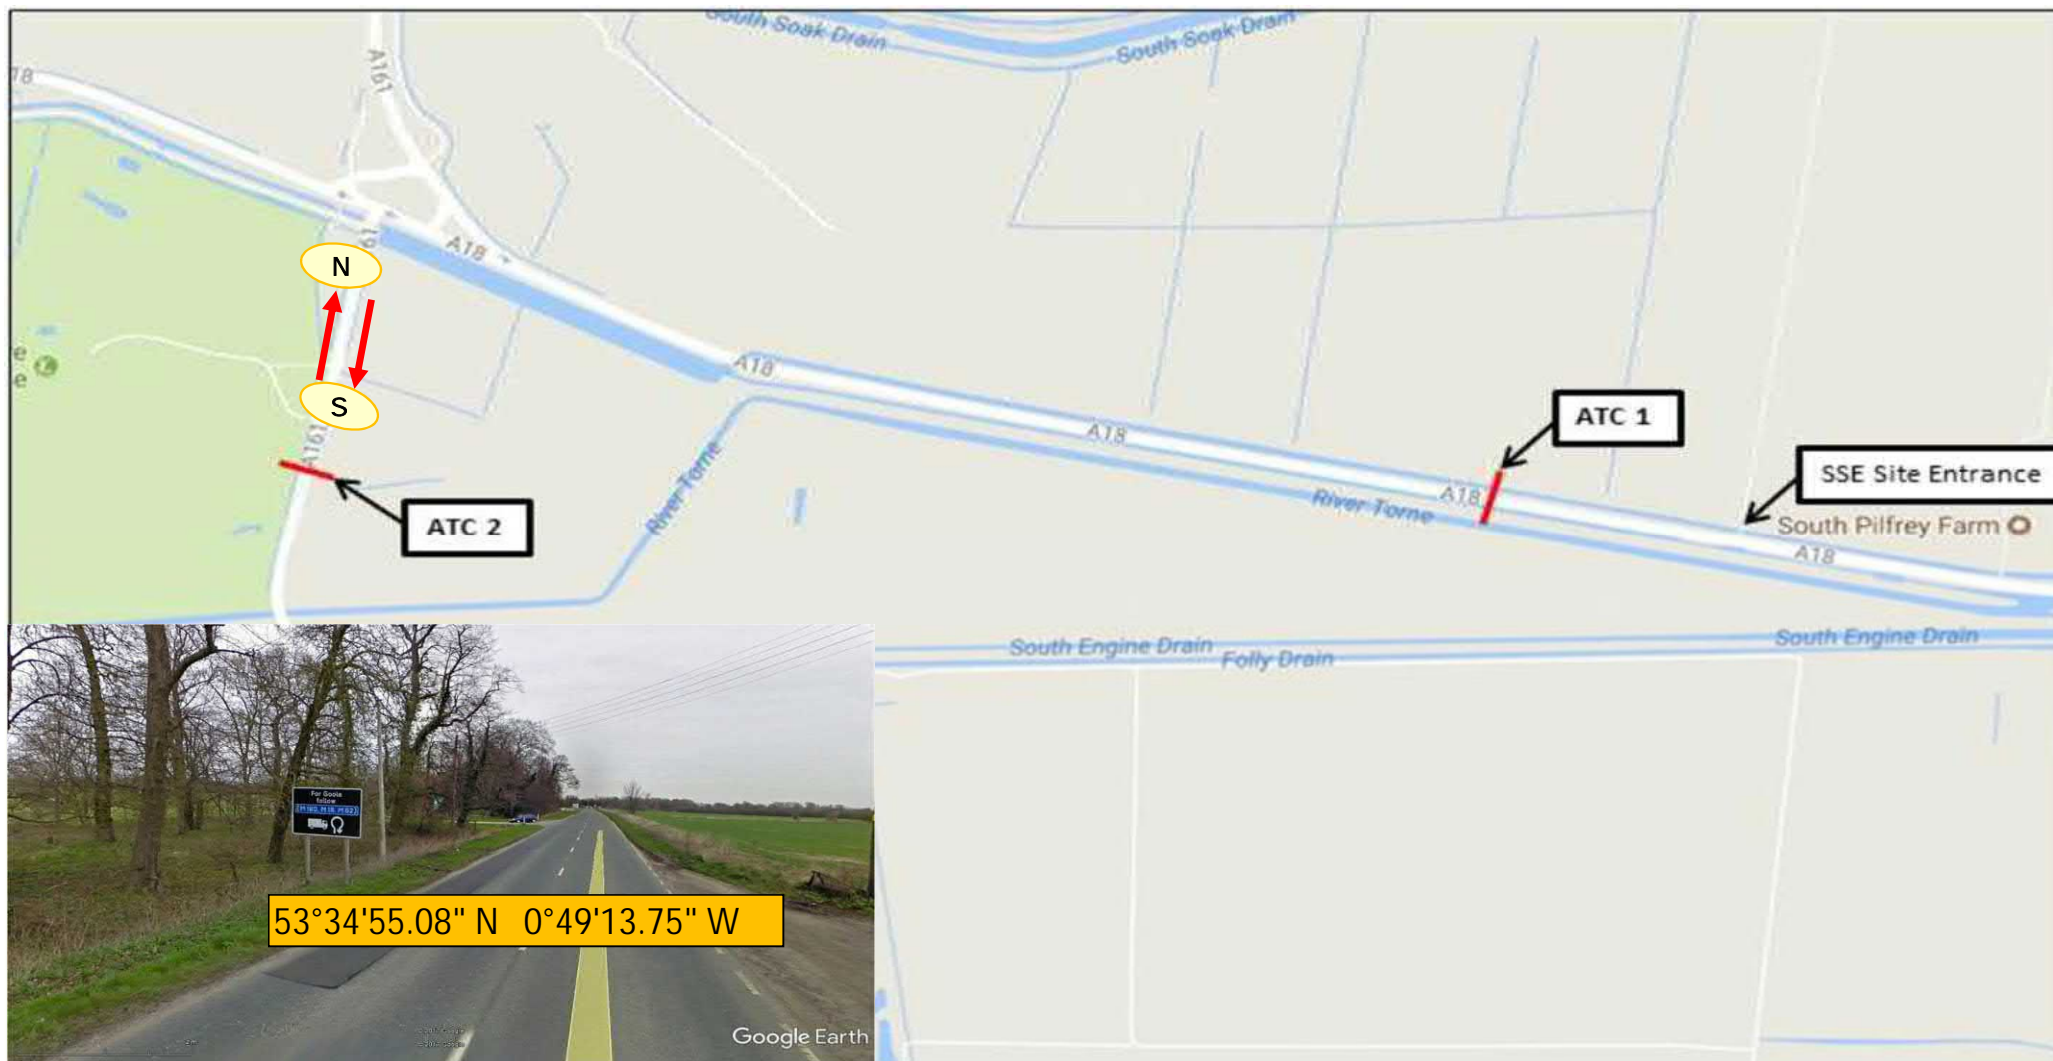 South Soak Drain
South Soak Drain
A161
18
A18
N
S
A161
ATC 2
River Torne
A18
A18
ATC 1
A18
River Torne
SSE Site Entrance
South Pilfrey Farm
A18
South Engine Drain
South Engine Drain
Folly Drain
For Goole
follow
53°34'55.08" N 0°49'13.75" W
Google Earth